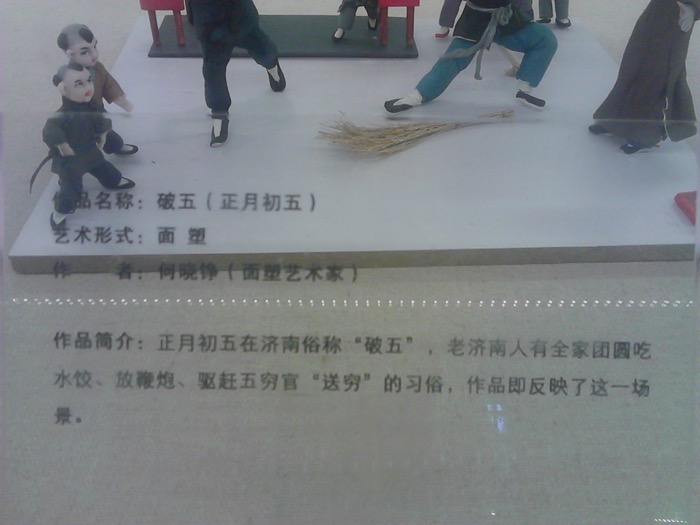 作品名称：破五（正月初五）
艺术形式：面 塑
作　　者：何晓铮（面塑艺术家）
作品简介：正月初五在济南俗称“破五”，老济南人有全家团圆吃
水饺、放鞭炮、驱赶五穷官“送穷”的习俗，作品即反映了这一场
景。